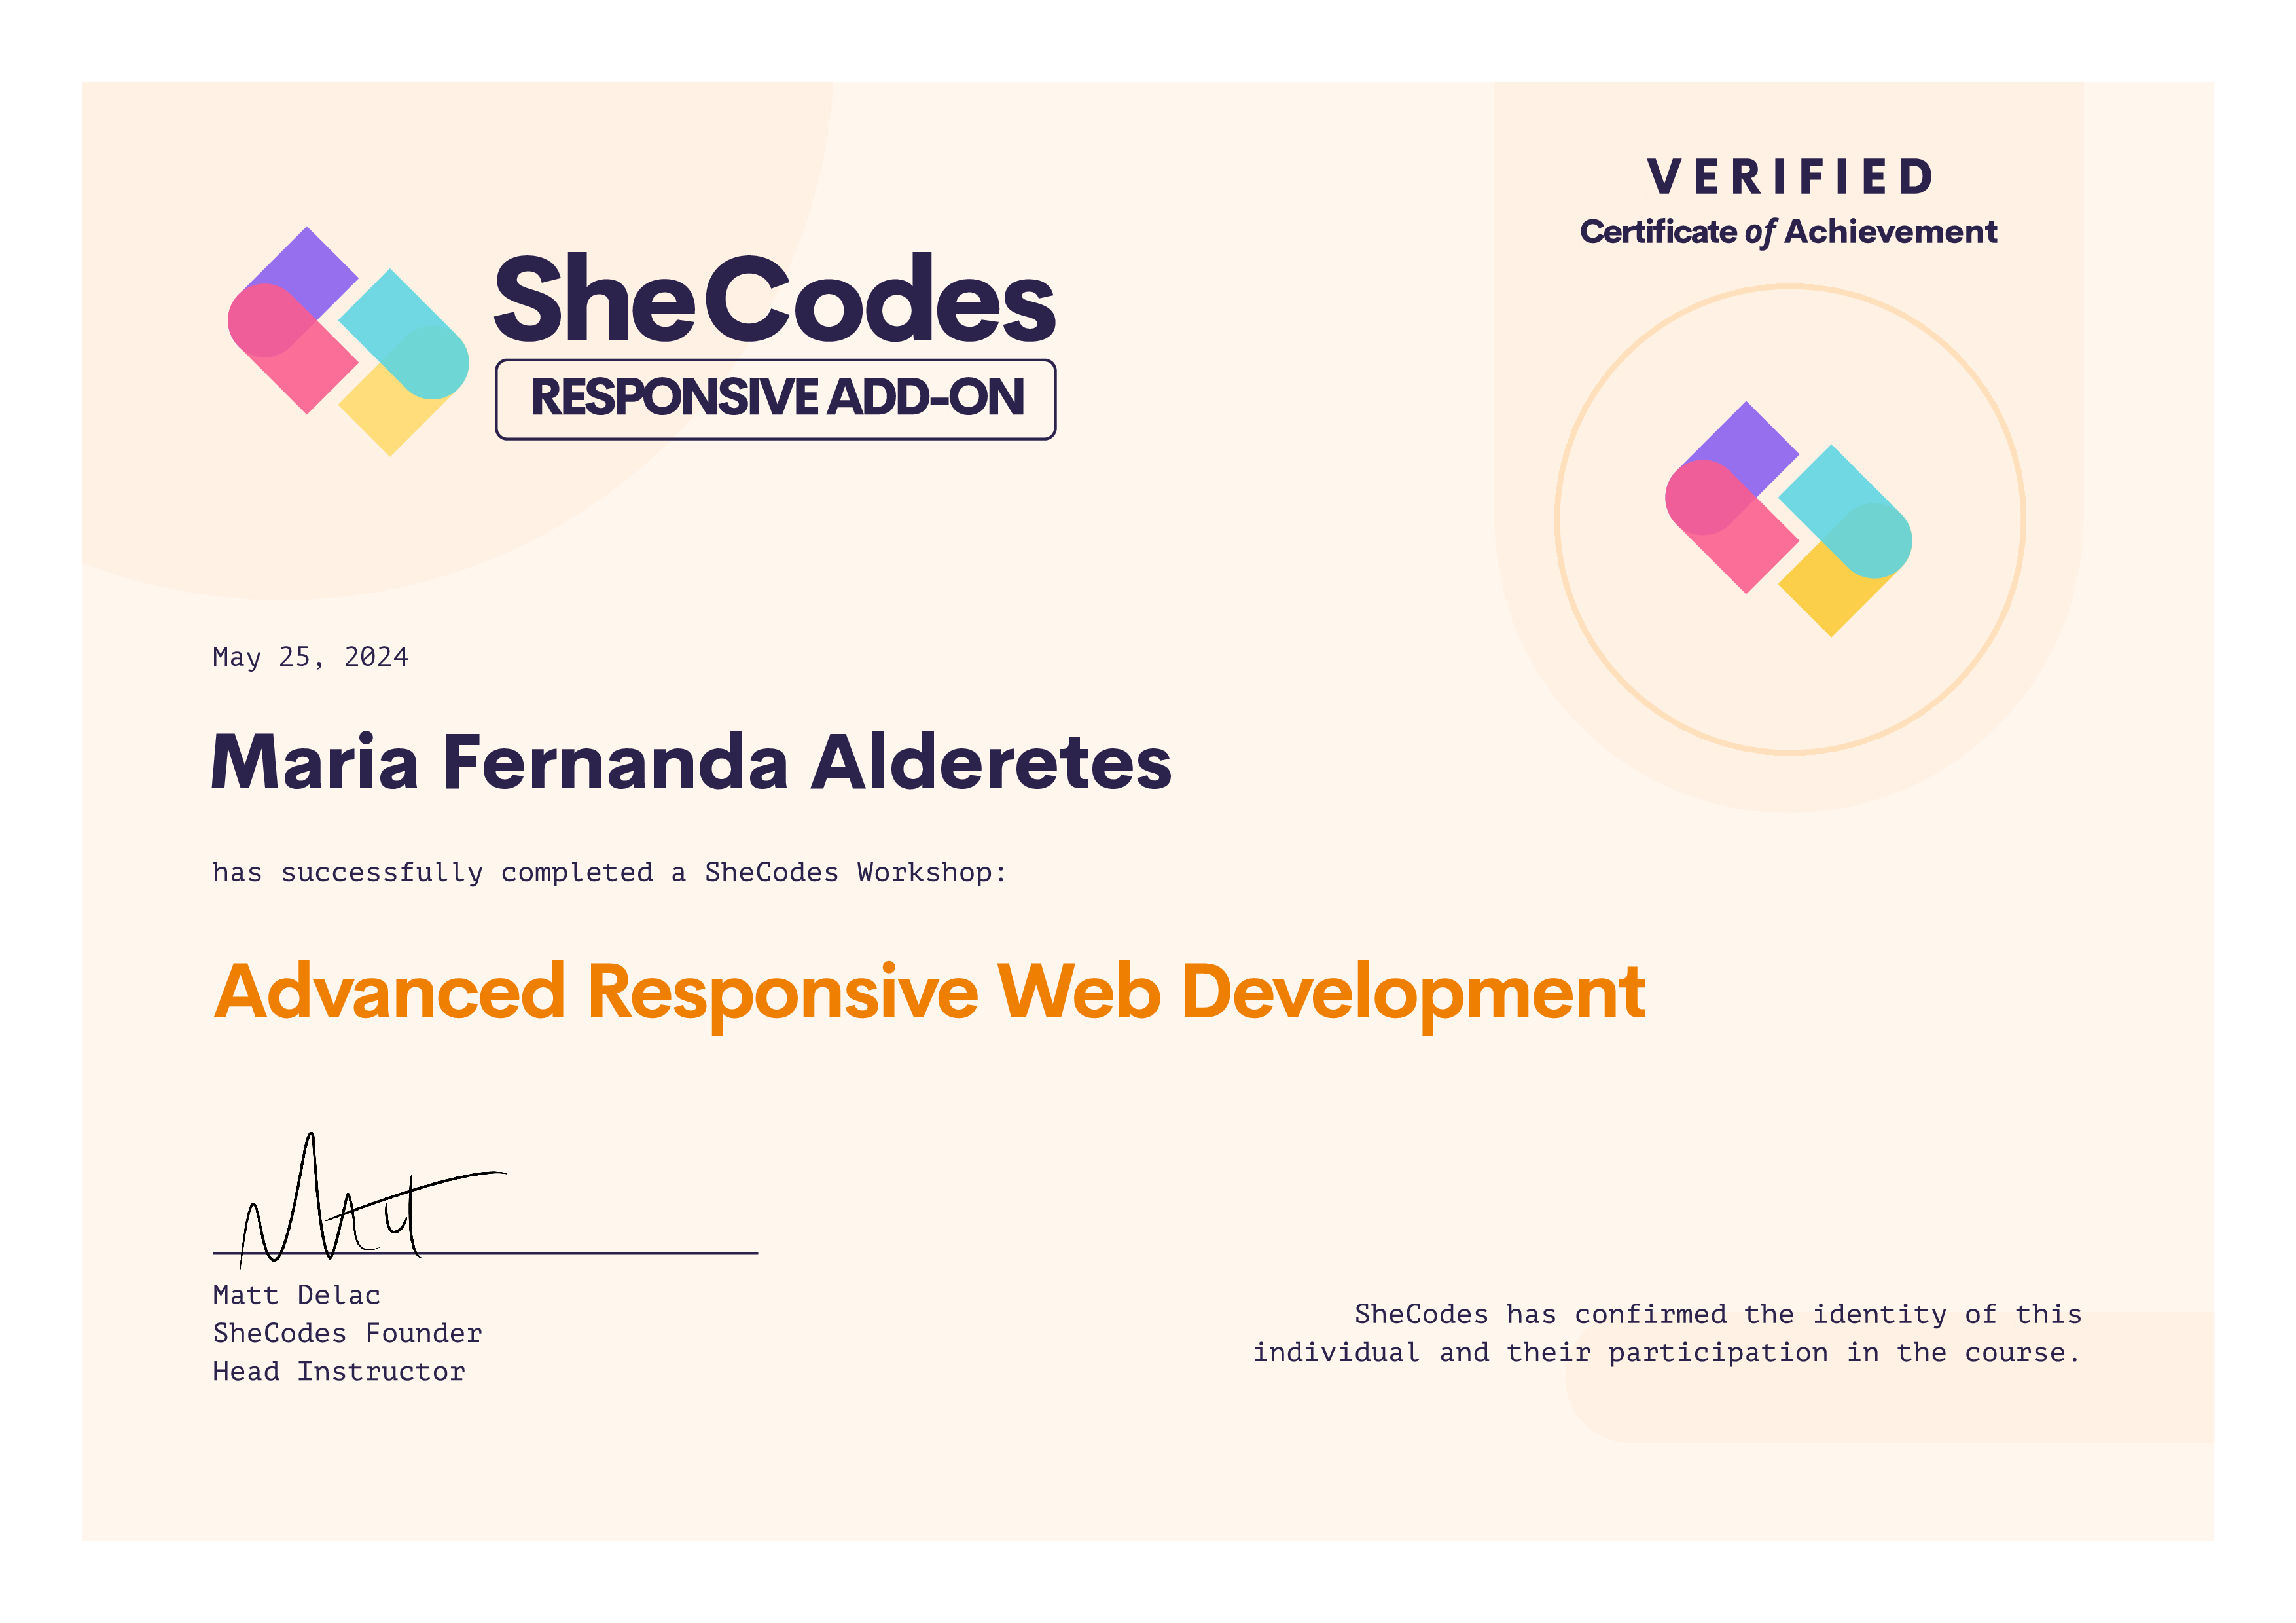 VERIFIED
Certificate of Achievement
SheCodes
RESPONSIVE ADD-ON
May 25, 2024
Maria Fernanda Alderetes
has successfully completed a SheCodes Workshop:
Advanced Responsive Web Development
Matt
Matt Delac
SheCodes Founder
Head Instructor
SheCodes has confirmed the identity of this
individual and their participation in the course.